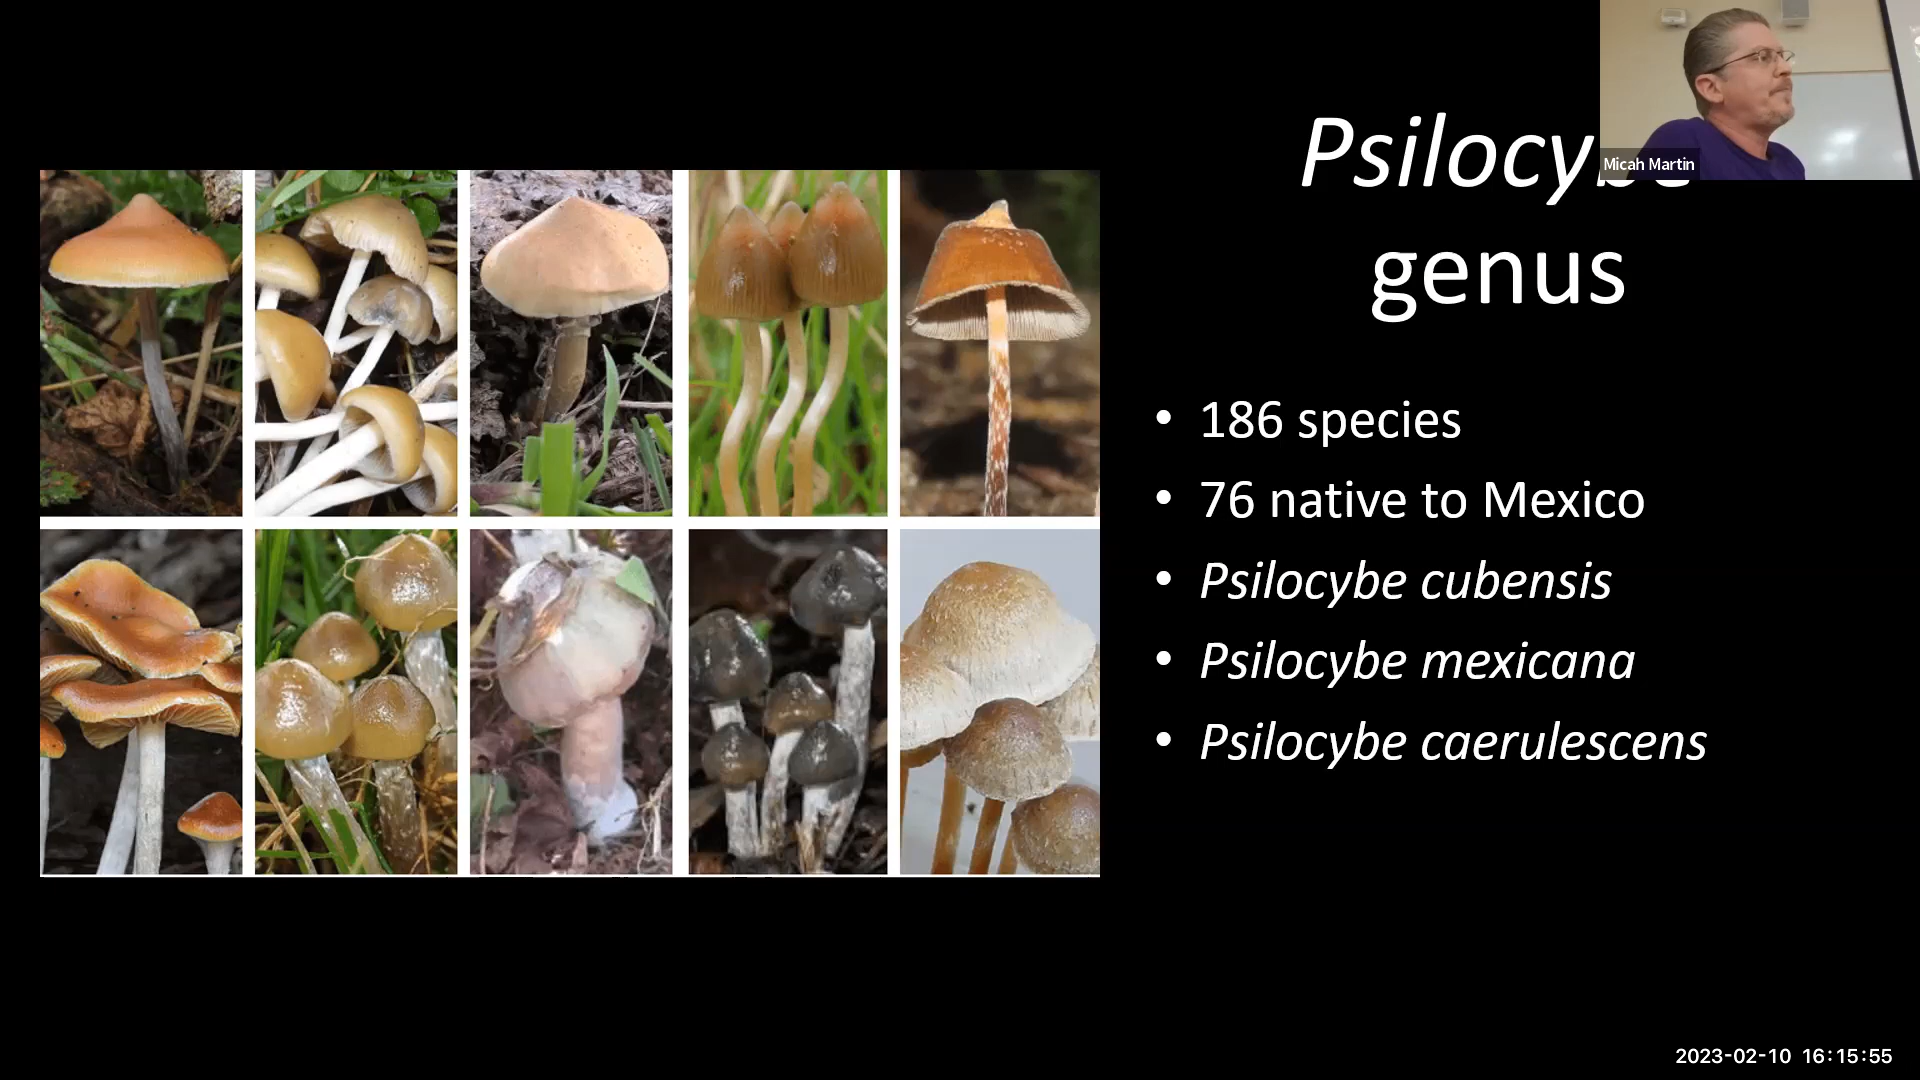 Psilocybe
genus
Micah Martin
• 186 species
• 76 native to Mexico
• Psilocybe cubensis
• Psilocybe mexicana
• Psilocybe caerulescens
2023-02-10 16:15:55